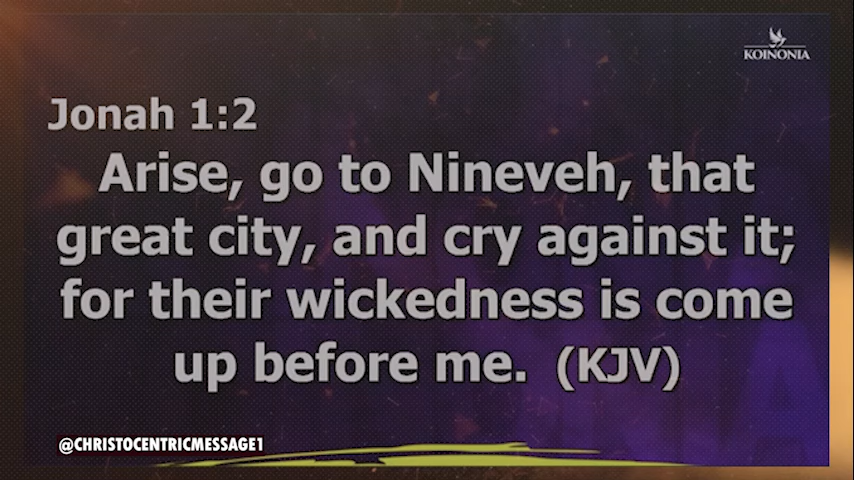 KOINONIA
Jonah 1:2
Arise, go to Nineveh, that
great city, and cry against it;
for their wickedness is come
up before me. (KJV)
@CHRISTOCENTRICMESSAGE1